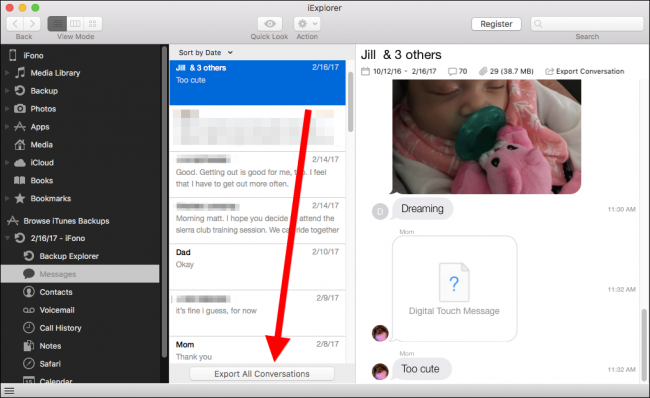 iExplorer
Back
View Mode
Quick Look
Action
Register
Search
iFono
Media Library
Backup
Photos
Apps
Media
iCloud
Books
Bookmarks
Browse iTunes Backups
2/16/17 - iFono
Backup Explorer
Messages
Contacts
Voicemail
Call History
Notes
Safari
Calendar
Sort by Date
Jill & 3 others 2/16/17
Too cute
2/14/17
Good. Getting out is good for me, too. I feel
that I have to get out more often.
2/14/17
Morning matt. I hope you decide to attend the
sierra club training session. We can ride together
Dad 2/10/17
Okay
2/9/17
it's fine i guess, for now
Mom 2/8/17
Thank you
Export All Conversations
Jill & 3 others
10/12/16 - 2/16/17 70 29 (38.7 MB) Export Conversation
D Dreaming 11:00 AM
Mom
?
Digital Touch Message 11:32 AM
Mom
Too cute 11:32 AM